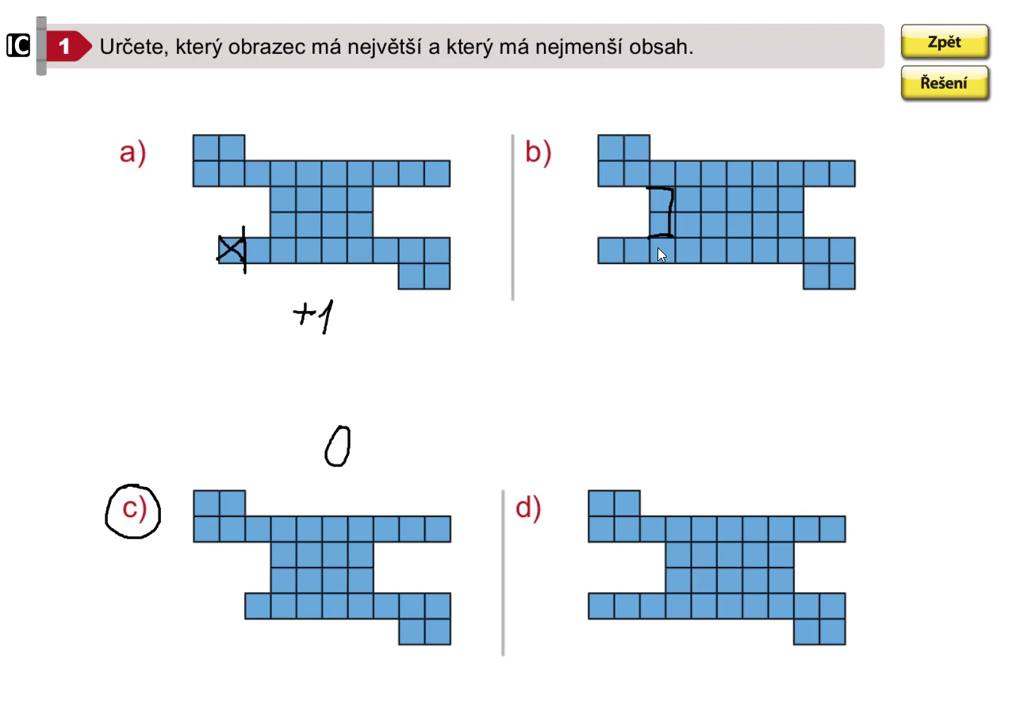 IC
1 Určete, který obrazec má největší a který má nejmenší obsah.
Zpět
Řešení
a)
b)
+1
0
c)
d)